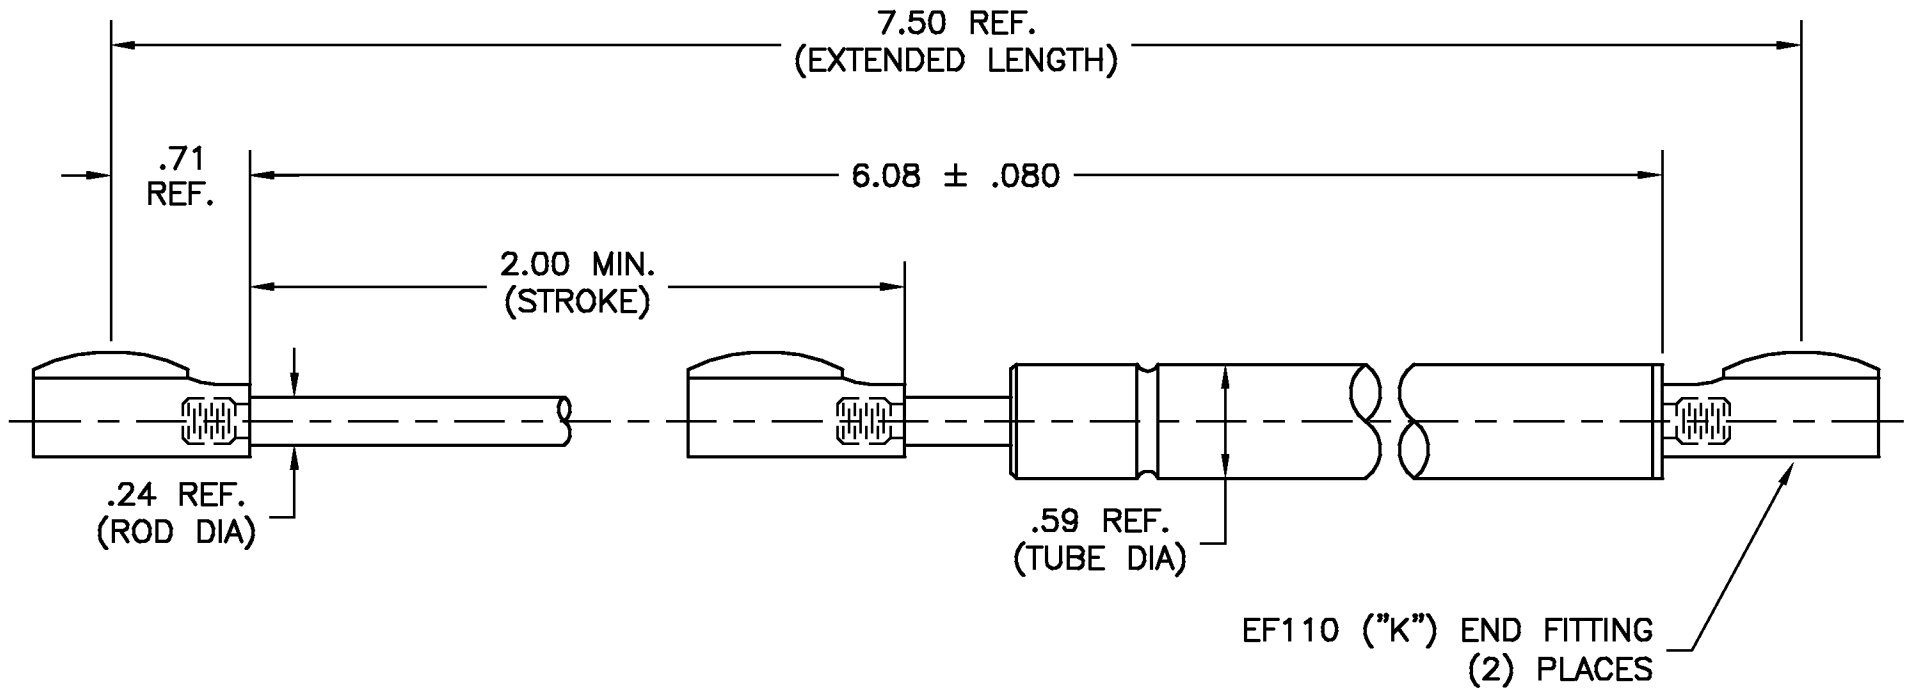 7.50 REF.
(EXTENDED LENGTH)
.71
REF.
6.08 ± .080
2.00 MIN.
(STROKE)
.24 REF.
(ROD DIA)
.59 REF.
(TUBE DIA)
EF110 ("K") END FITTING
(2) PLACES